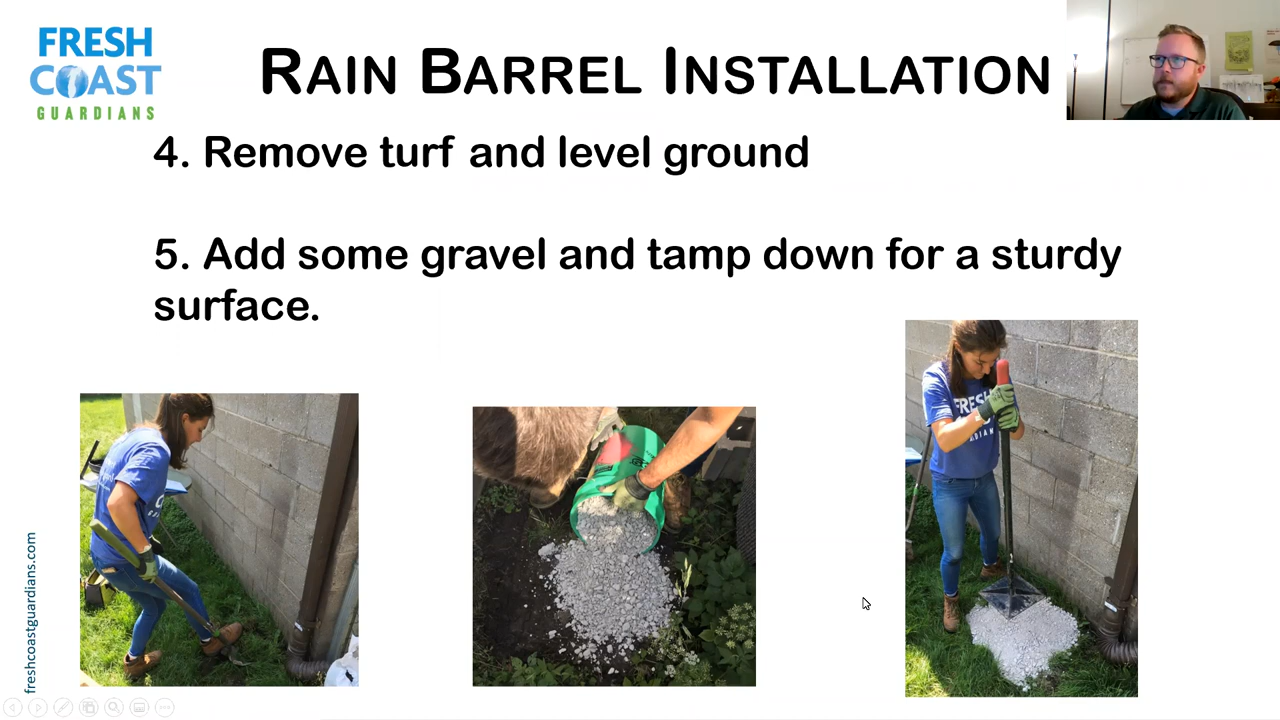 FRESH
COAST
GUARDIANS
RAIN BARREL INSTALLATION
4. Remove turf and level ground
5. Add some gravel and tamp down for a sturdy
surface.
FRESH
freshcoastguardians.com